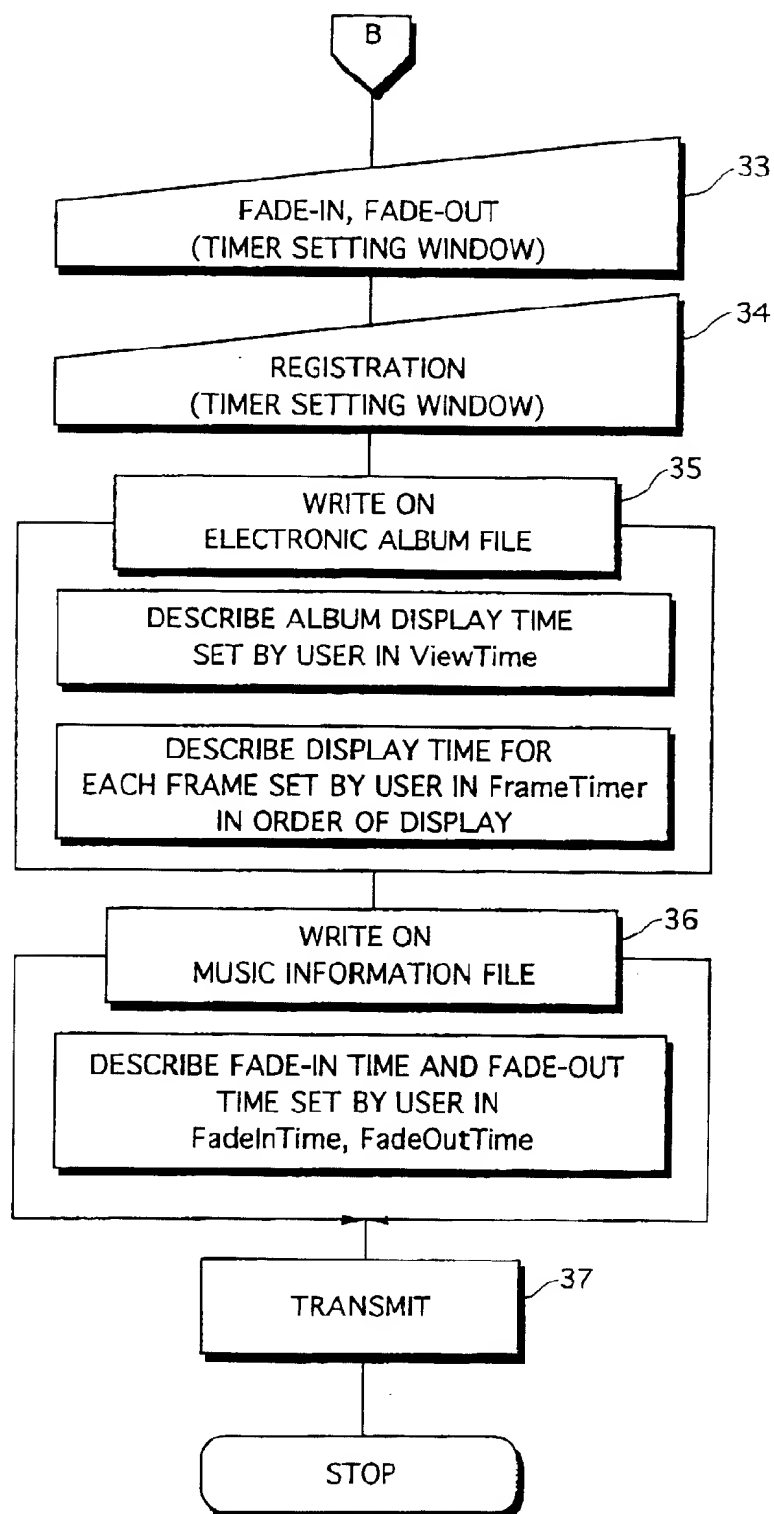 B
33
FADE-IN, FADE-OUT
(TIMER SETTING WINDOW)
34
REGISTRATION
(TIMER SETTING WINDOW)
35
WRITE ON
ELECTRONIC ALBUM FILE
DESCRIBE ALBUM DISPLAY TIME
SET BY USER IN ViewTime
DESCRIBE DISPLAY TIME FOR
EACH FRAME SET BY USER IN FrameTimer
IN ORDER OF DISPLAY
36
WRITE ON
MUSIC INFORMATION FILE
DESCRIBE FADE-IN TIME AND FADE-OUT
TIME SET BY USER IN
FadeInTime, FadeOutTime
37
TRANSMIT
STOP